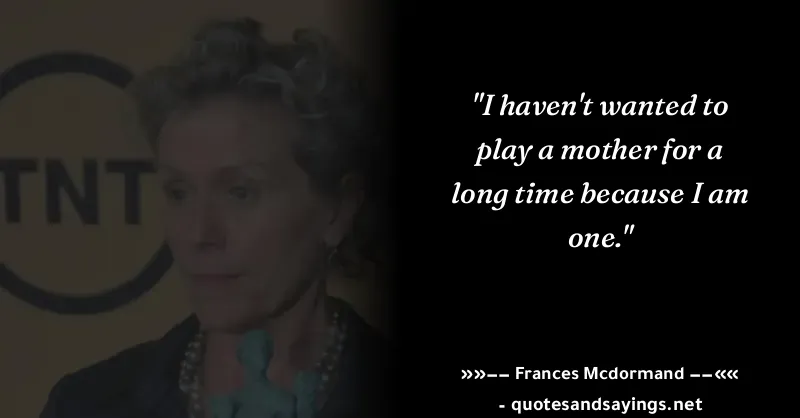 TNT
"I haven't wanted to
play a mother for a
long time because I am
one."
»»–– Frances Mcdormand ––««
- quotesandsayings.net